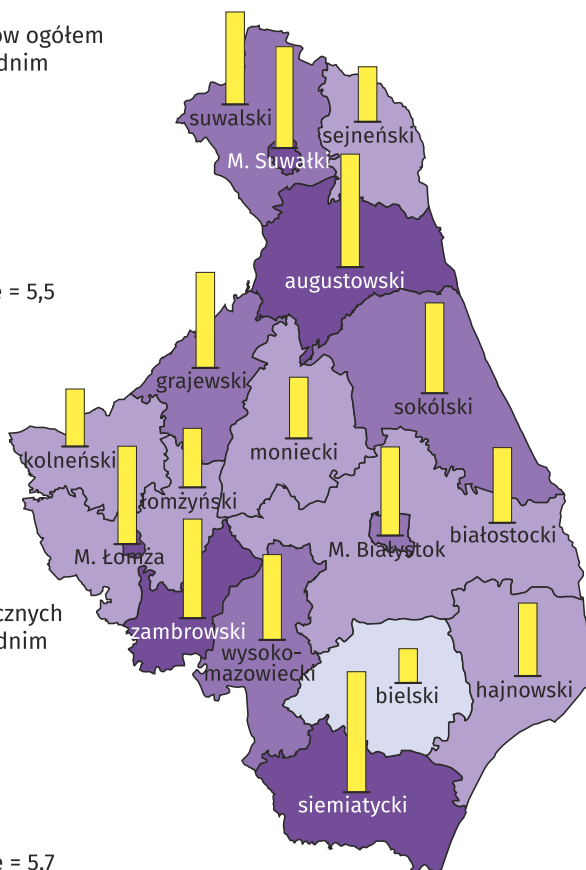 ów ogółem
dnim
suwalski
sejneński
M. Suwałki
augustowski
= 5,5
grajewski
sokólski
kolneński
moniecki
łomżyński
białostocki
M. Białystok
M. Łomża
cznych
dnim
zambrowski
wysoko-
mazowiecki
bielski
hajnowski
siemiatycki
= 5,7